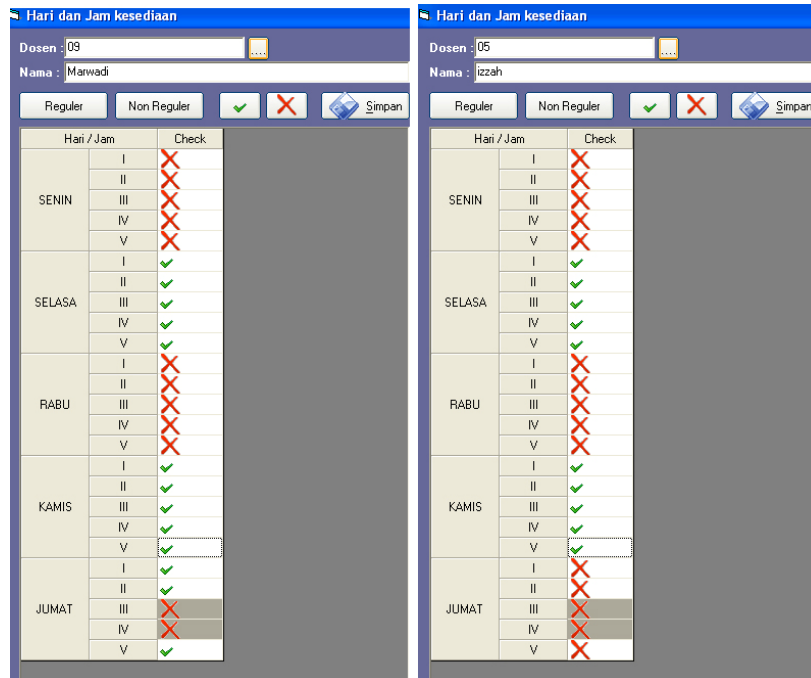 Hari dan Jam kesediaan
Dosen : 09 ....
Nama : Marwadi
Reguler Non Reguler Simpan
Hari / Jam Check
SENIN
I
II
III
IV
V
SELASA
I
II
III
IV
V
RABU
I
II
III
IV
V
KAMIS
I
II
III
IV
V
JUMAT
I
II
III
IV
V
Hari dan Jam kesediaan
Dosen : 05 ....
Nama : izzah
Reguler Non Reguler Simpan
Hari / Jam Check
SENIN
I
II
III
IV
V
SELASA
I
II
III
IV
V
RABU
I
II
III
IV
V
KAMIS
I
II
III
IV
V
JUMAT
I
II
III
IV
V